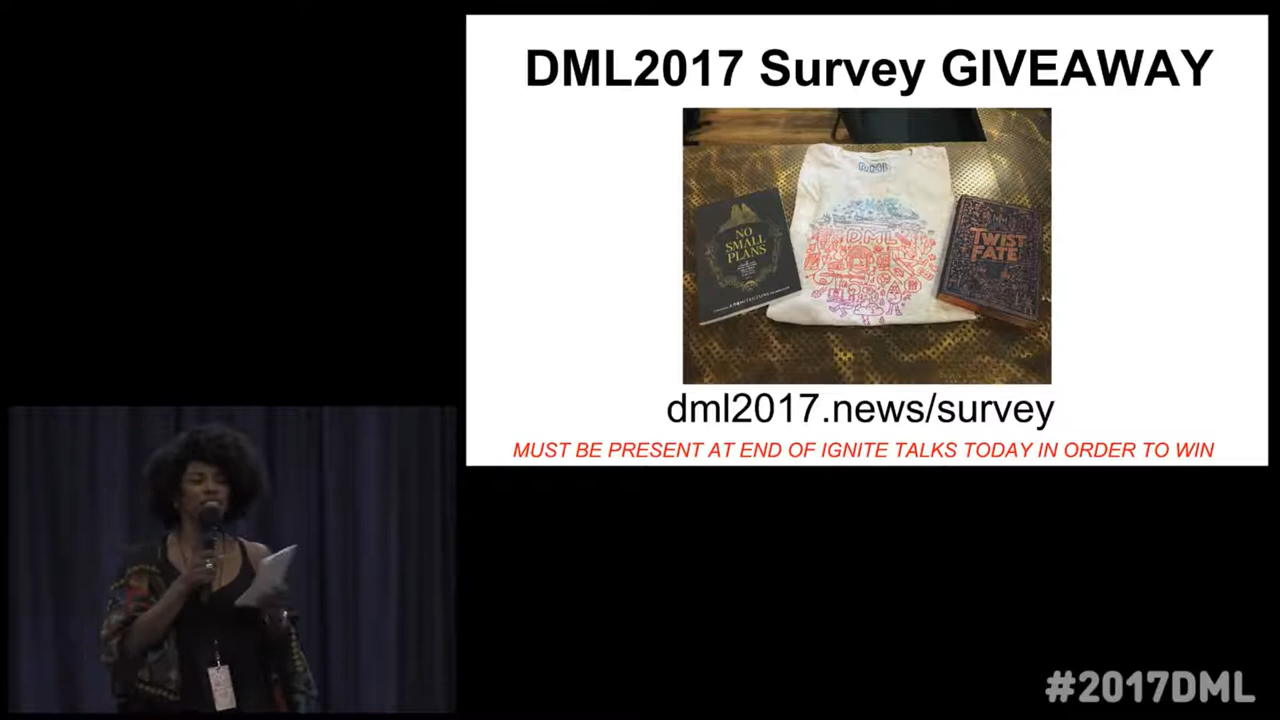 DML2017 Survey GIVEAWAY
DML
NO
SMALL
PLANS
DML
TWIST
FATE
dml2017.news/survey
MUST BE PRESENT AT END OF IGNITE TALKS TODAY IN ORDER TO WIN
#2017DML